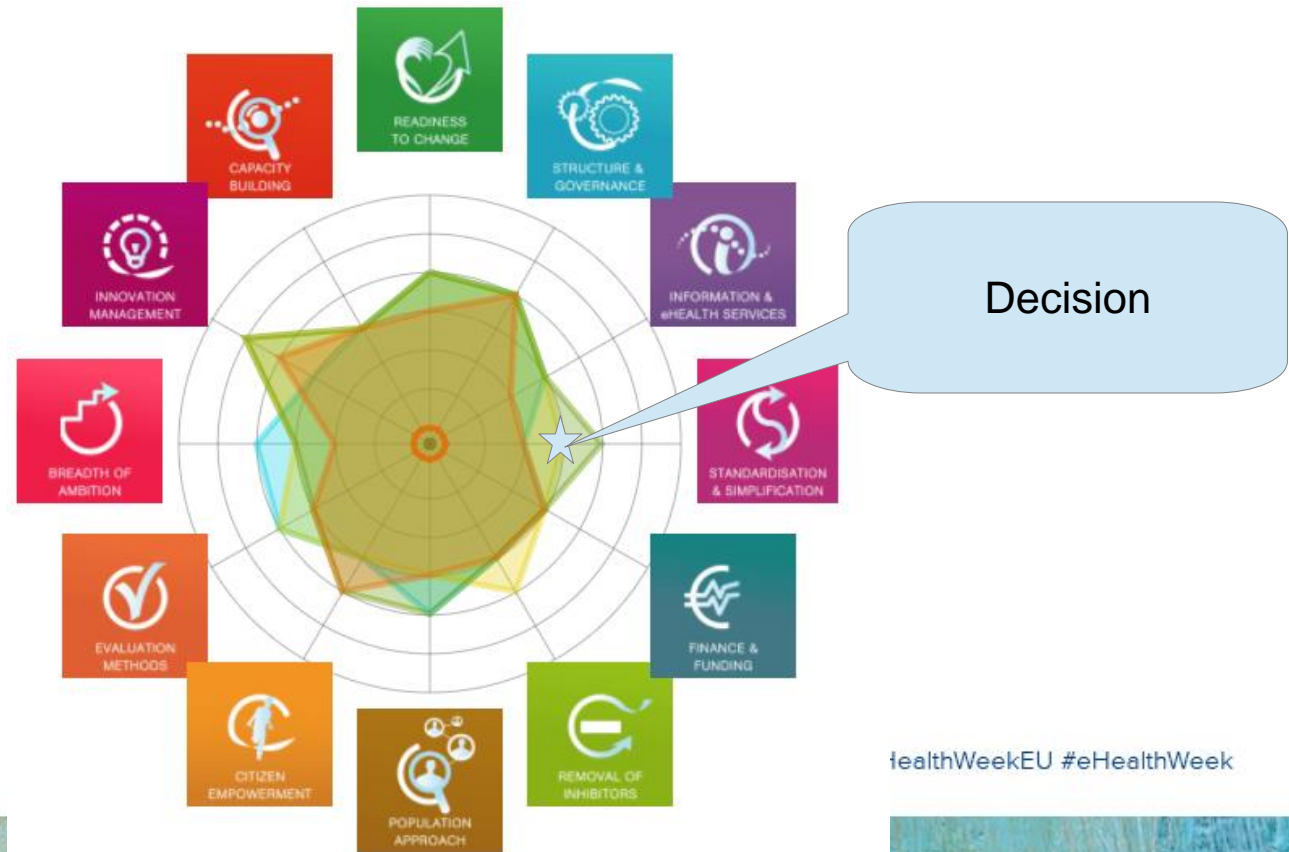 READINESS
TO CHANGE
STRUCTURE &
GOVERNANCE
INFORMATION &
eHEALTH SERVICES
STANDARDISATION
& SIMPLIFICATION
FINANCE &
FUNDING
REMOVAL OF
INHIBITORS
POPULATION
APPROACH
CITIZEN
EMPOWERMENT
EVALUATION
METHODS
BREADTH OF
AMBITION
INNOVATION
MANAGEMENT
CAPACITY
BUILDING
Decision
HealthWeekEU #eHealthWeek